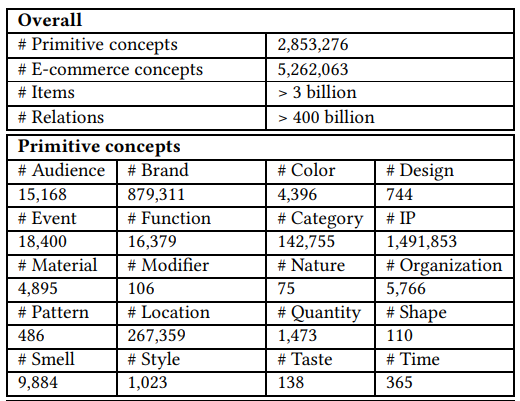 Overall
# Primitive concepts 2,853,276
# E-commerce concepts 5,262,063
# Items > 3 billion
# Relations > 400 billion
Primitive concepts
# Audience # Brand # Color # Design
15,168 879,311 4,396 744
# Event # Function # Category # IP
18,400 16,379 142,755 1,491,853
# Material # Modifier # Nature # Organization
4,895 106 75 5,766
# Pattern # Location # Quantity # Shape
486 267,359 1,473 110
# Smell # Style # Taste # Time
9,884 1,023 138 365